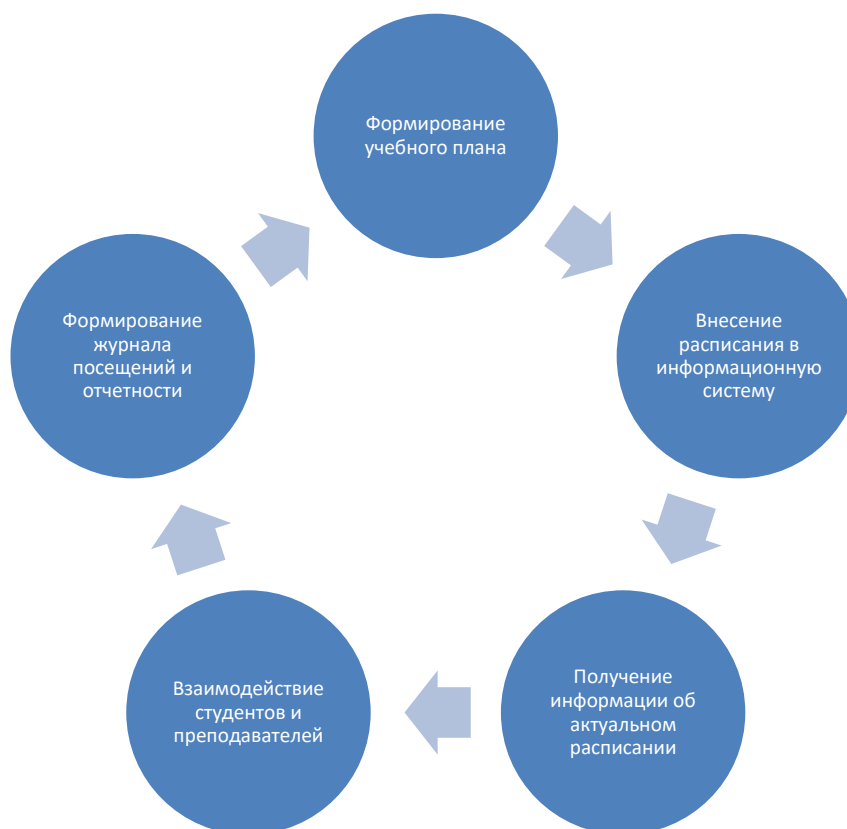 Формирование
учебного плана
Внесение
расписания в
информационную
систему
Получение
информации об
актуальном
расписании
Взаимодействие
студентов и
преподавателей
Формирование
журнала
посещений и
отчетности